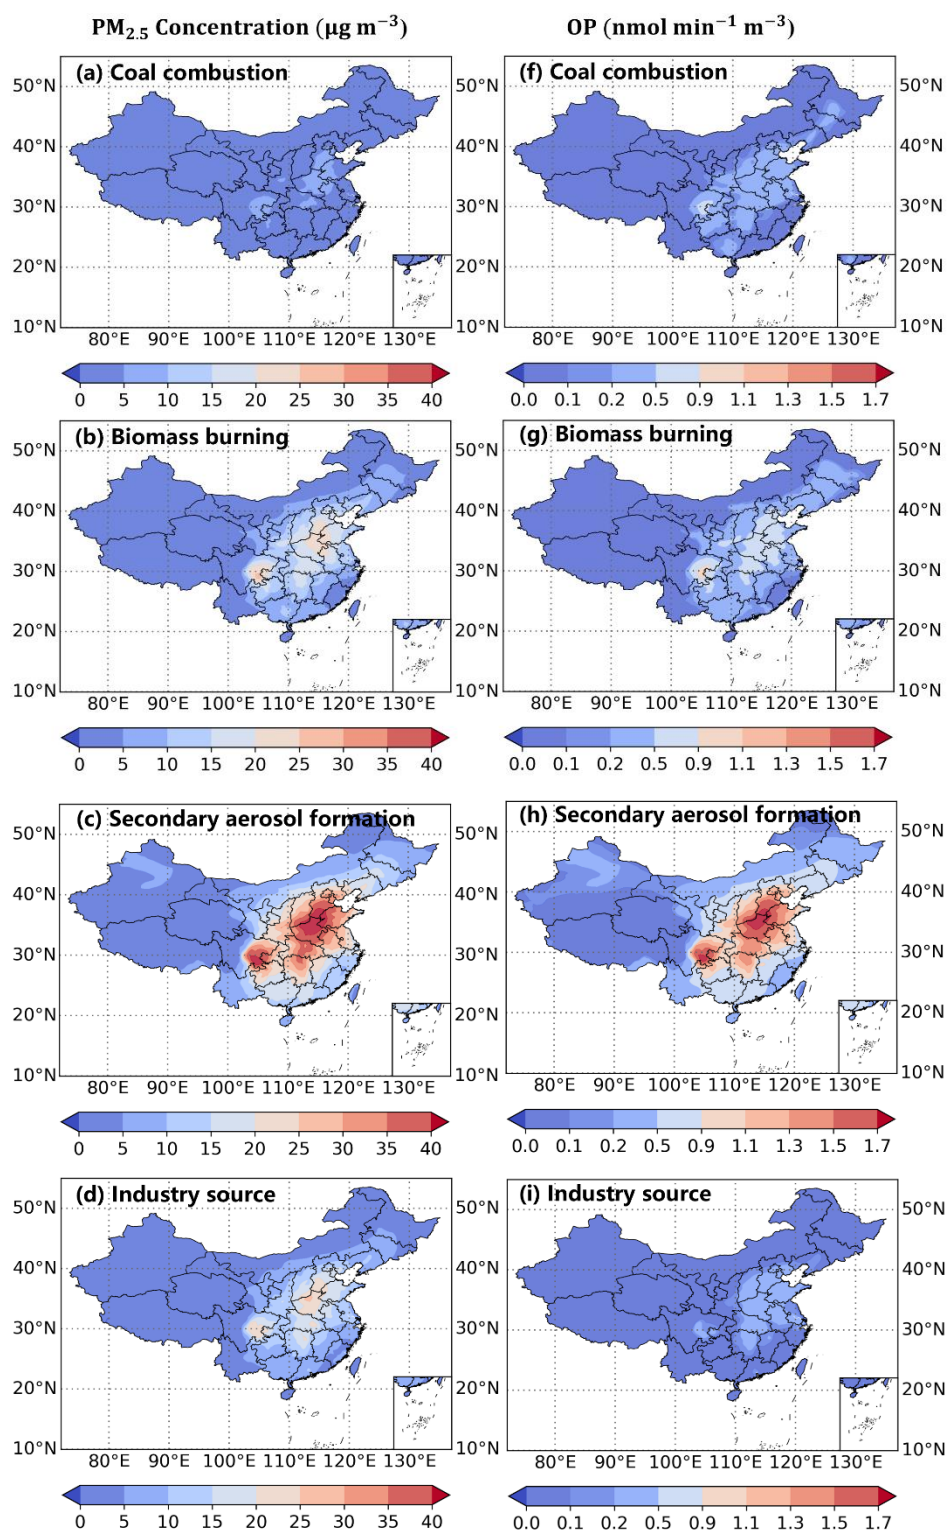 PM₂.₅ Concentration (μg m⁻³)
OP (nmol min⁻¹ m⁻³)
(a) Coal combustion
50°N
40°N
30°N
20°N
10°N
80°E 90°E 100°E 110°E 120°E 130°E
0 5 10 15 20 25 30 35 40
(f) Coal combustion
50°N
40°N
30°N
20°N
10°N
80°E 90°E 100°E 110°E 120°E 130°E
0.0 0.1 0.2 0.5 0.9 1.1 1.3 1.5 1.7
(b) Biomass burning
50°N
40°N
30°N
20°N
10°N
80°E 90°E 100°E 110°E 120°E 130°E
0 5 10 15 20 25 30 35 40
(g) Biomass burning
50°N
40°N
30°N
20°N
10°N
80°E 90°E 100°E 110°E 120°E 130°E
0.0 0.1 0.2 0.5 0.9 1.1 1.3 1.5 1.7
(c) Secondary aerosol formation
50°N
40°N
30°N
20°N
10°N
80°E 90°E 100°E 110°E 120°E 130°E
0 5 10 15 20 25 30 35 40
(h) Secondary aerosol formation
50°N
40°N
30°N
20°N
10°N
80°E 90°E 100°E 110°E 120°E 130°E
0.0 0.1 0.2 0.5 0.9 1.1 1.3 1.5 1.7
(d) Industry source
50°N
40°N
30°N
20°N
10°N
80°E 90°E 100°E 110°E 120°E 130°E
0 5 10 15 20 25 30 35 40
(i) Industry source
50°N
40°N
30°N
20°N
10°N
80°E 90°E 100°E 110°E 120°E 130°E
0.0 0.1 0.2 0.5 0.9 1.1 1.3 1.5 1.7